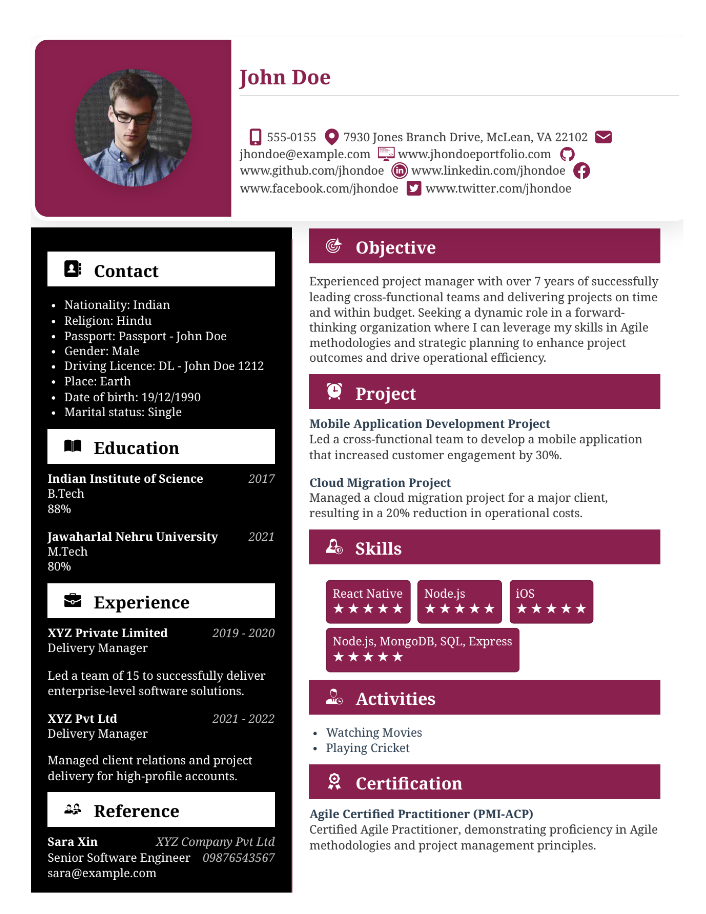 John Doe
555-0155 7930 Jones Branch Drive, McLean, VA 22102
jhondoe@example.com www.jhondoeportfolio.com
www.github.com/jhondoe www.linkedin.com/jhondoe
www.facebook.com/jhondoe www.twitter.com/jhondoe
Contact
• Nationality: Indian
• Religion: Hindu
• Passport: Passport - John Doe
• Gender: Male
• Driving Licence: DL - John Doe 1212
• Place: Earth
• Date of birth: 19/12/1990
• Marital status: Single
Education
Indian Institute of Science 2017
B.Tech
88%
Jawaharlal Nehru University 2021
M.Tech
80%
Experience
XYZ Private Limited 2019 - 2020
Delivery Manager
Led a team of 15 to successfully deliver
enterprise-level software solutions.
XYZ Pvt Ltd 2021 - 2022
Delivery Manager
Managed client relations and project
delivery for high-profile accounts.
Reference
Sara Xin XYZ Company Pvt Ltd
Senior Software Engineer 09876543567
sara@example.com
Objective
Experienced project manager with over 7 years of successfully
leading cross-functional teams and delivering projects on time
and within budget. Seeking a dynamic role in a forward-
thinking organization where I can leverage my skills in Agile
methodologies and strategic planning to enhance project
outcomes and drive operational efficiency.
Project
Mobile Application Development Project
Led a cross-functional team to develop a mobile application
that increased customer engagement by 30%.
Cloud Migration Project
Managed a cloud migration project for a major client,
resulting in a 20% reduction in operational costs.
Skills
React Native Node.js iOS
★★★★★ ★★★★★ ★★★★★
Node.js, MongoDB, SQL, Express
★★★★★
Activities
• Watching Movies
• Playing Cricket
Certification
Agile Certified Practitioner (PMI-ACP)
Certified Agile Practitioner, demonstrating proficiency in Agile
methodologies and project management principles.